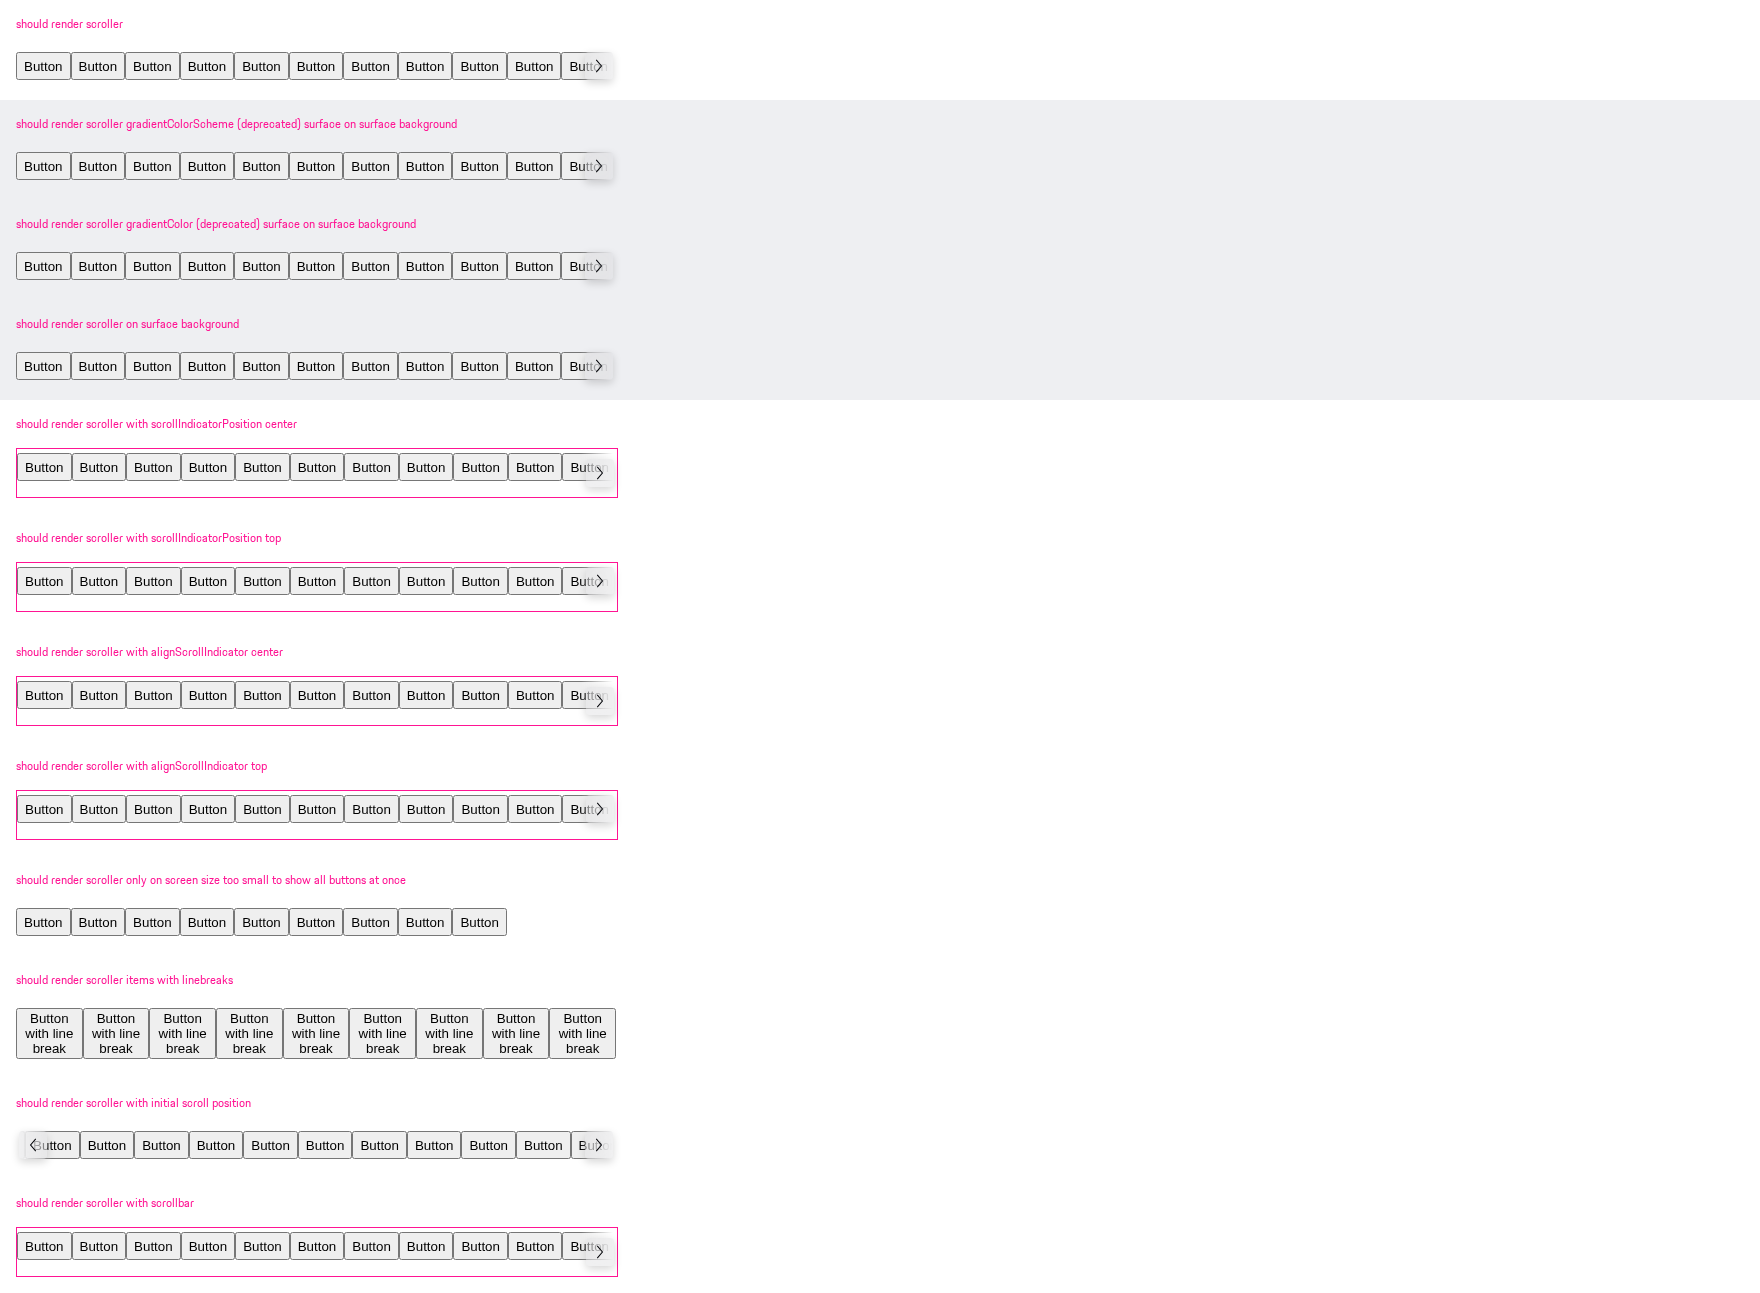 should render scroller
Button Button Button Button Button Button Button Button Button Button Button
should render scroller gradientColorScheme (deprecated) surface on surface background
Button Button Button Button Button Button Button Button Button Button Button
should render scroller gradientColor (deprecated) surface on surface background
Button Button Button Button Button Button Button Button Button Button Button
should render scroller on surface background
Button Button Button Button Button Button Button Button Button Button Button
should render scroller with scrollIndicatorPosition center
Button Button Button Button Button Button Button Button Button Button Button
should render scroller with scrollIndicatorPosition top
Button Button Button Button Button Button Button Button Button Button Button
should render scroller with alignScrollIndicator center
Button Button Button Button Button Button Button Button Button Button Button
should render scroller with alignScrollIndicator top
Button Button Button Button Button Button Button Button Button Button Button
should render scroller only on screen size too small to show all buttons at once
Button Button Button Button Button Button Button Button Button
should render scroller items with linebreaks
Button Button Button Button Button Button Button Button Button
with line with line with line with line with line with line with line with line with line
break break break break break break break break break
should render scroller with initial scroll position
Button Button Button Button Button Button Button Button Button Button Butto
should render scroller with scrollbar
Button Button Button Button Button Button Button Button Button Button Button